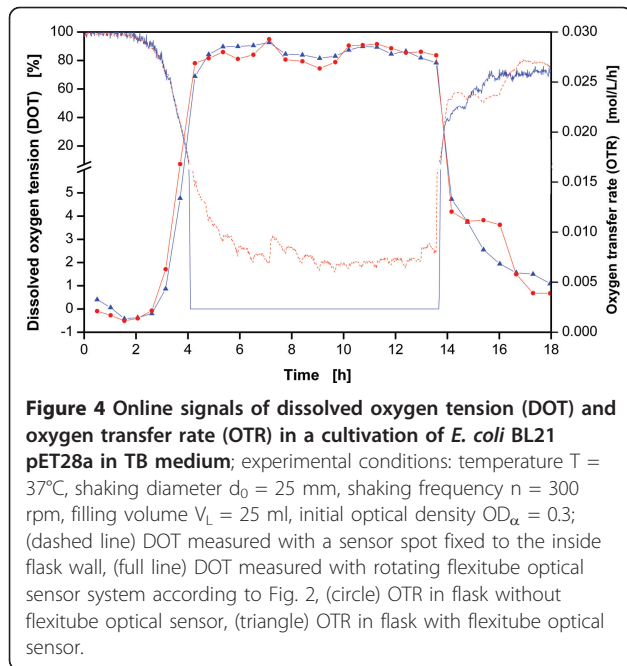 Dissolved oxygen tension (DOT) [%]
100
80
60
40
20
5
4
3
2
1
0
-1
0
2
4
6
8
10
12
14
16
18
Time [h]
0.030
0.025
0.020
0.015
0.010
0.005
0.000
Oxygen transfer rate (OTR) [mol/L/h]
Figure 4 Online signals of dissolved oxygen tension (DOT) and
oxygen transfer rate (OTR) in a cultivation of E. coli BL21
pET28a in TB medium; experimental conditions: temperature T =
37°C, shaking diameter d₀ = 25 mm, shaking frequency n = 300
rpm, filling volume V_L = 25 ml, initial optical density OD_α = 0.3;
(dashed line) DOT measured with a sensor spot fixed to the inside
flask wall, (full line) DOT measured with rotating flexitube optical
sensor system according to Fig. 2, (circle) OTR in flask without
flexitube optical sensor, (triangle) OTR in flask with flexitube optical
sensor.